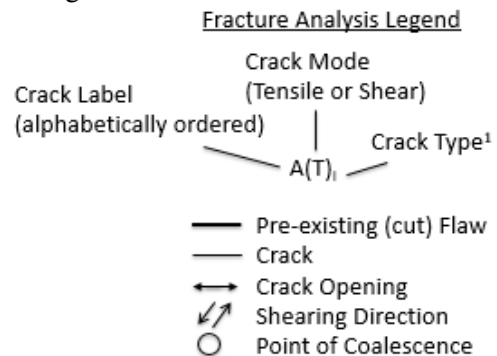 Fracture Analysis Legend
Crack Mode
(Tensile or Shear)
Crack Label
(alphabetically ordered)
Crack Type¹
A(T)ᵢ
Pre-existing (cut) Flaw
Crack
Crack Opening
Shearing Direction
Point of Coalescence